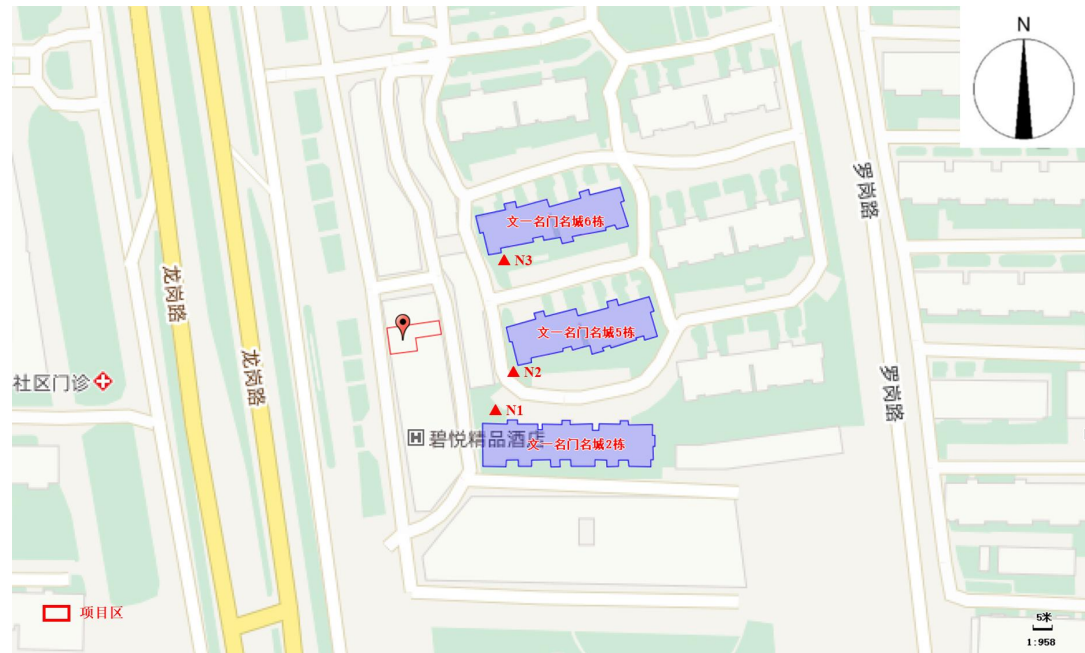 N
罗岗路
文一名门名城6栋
N3
龙岗路
文一名门名城5栋
龙岗路
罗岗路
社区门诊
N2
N1
H 碧悦精品酒店
文一名门名城2栋
项目区
5米
1:958